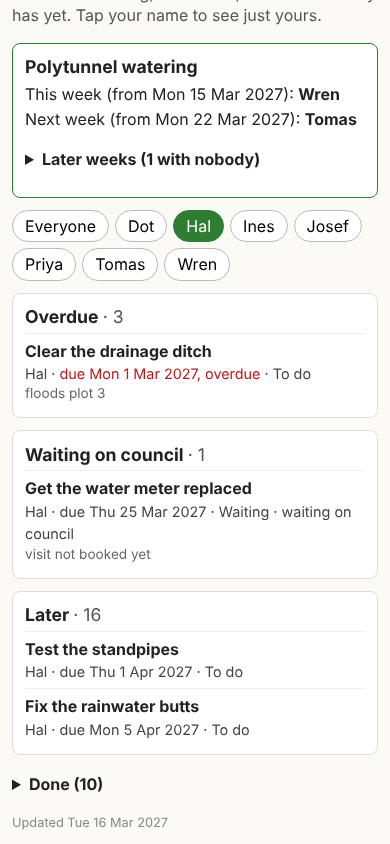 has yet. Tap your name to see just yours.
Polytunnel watering
This week (from Mon 15 Mar 2027): Wren
Next week (from Mon 22 Mar 2027): Tomas
Later weeks (1 with nobody)
Everyone Dot Hal Ines Josef
Priya Tomas Wren
Overdue · 3
Clear the drainage ditch
Hal · due Mon 1 Mar 2027, overdue · To do
floods plot 3
Waiting on council · 1
Get the water meter replaced
Hal · due Thu 25 Mar 2027 · Waiting · waiting on
council
visit not booked yet
Later · 16
Test the standpipes
Hal · due Thu 1 Apr 2027 · To do
Fix the rainwater butts
Hal · due Mon 5 Apr 2027 · To do
Done (10)
Updated Tue 16 Mar 2027